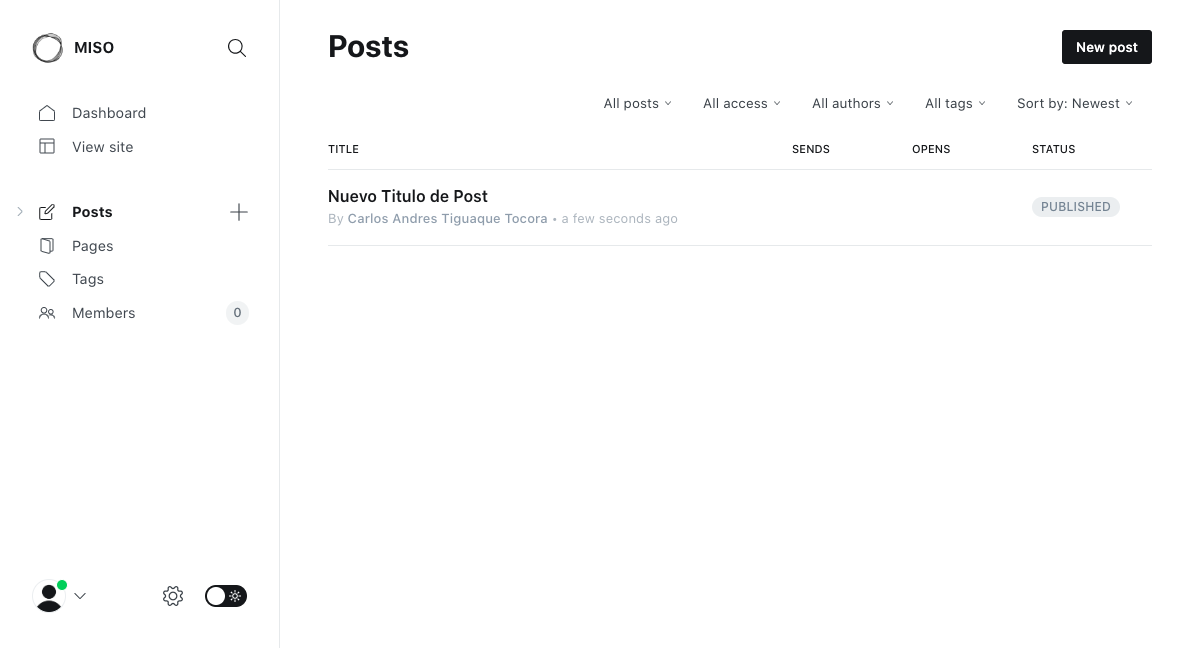 MISO
Dashboard
View site
Posts
Pages
Tags
Members 0
Posts
New post
All posts All access All authors All tags Sort by: Newest
TITLE SENDS OPENS STATUS
Nuevo Titulo de Post
By Carlos Andres Tiguaque Tocora • a few seconds ago
PUBLISHED